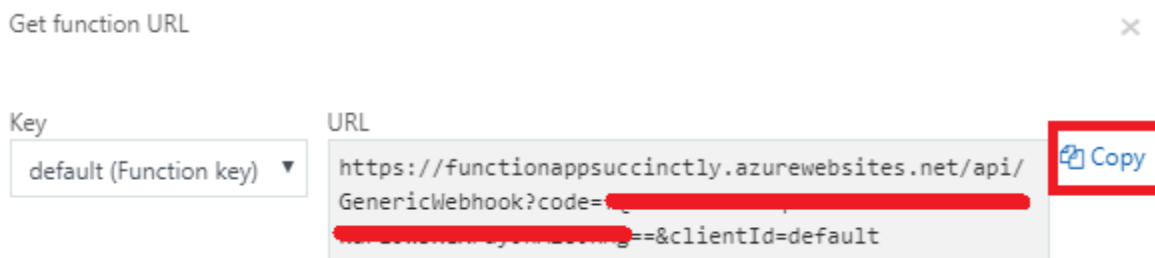 Get function URL
Key
URL
default (Function key)
https://functionappsuccinctly.azurewebsites.net/api/
GenericWebhook?code=
==&clientId=default
Copy